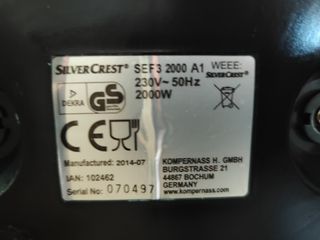 SILVERCREST® SEF3 2000 A1 WEEE:
SILVERCREST®
230V~ 50Hz
2000W
DEKRA
GS
CE
Manufactured: 2014-07
IAN: 102462
Serial No: 070497
KOMPERNASS H. GMBH
BURGSTRASSE 21
44867 BOCHUM
GERMANY
www.kompernass.com